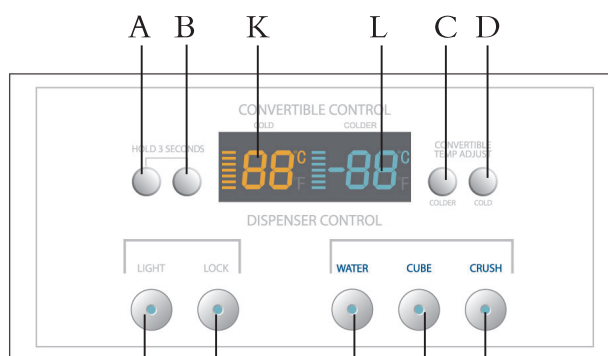 A B K L C D
CONVERTIBLE CONTROL
COLD COLDER
HOLD 3 SECONDS
88°C F -88°C F
CONVERTIBLE
TEMP ADJUST
COLDER COLD
DISPENSER CONTROL
LIGHT LOCK WATER CUBE CRUSH